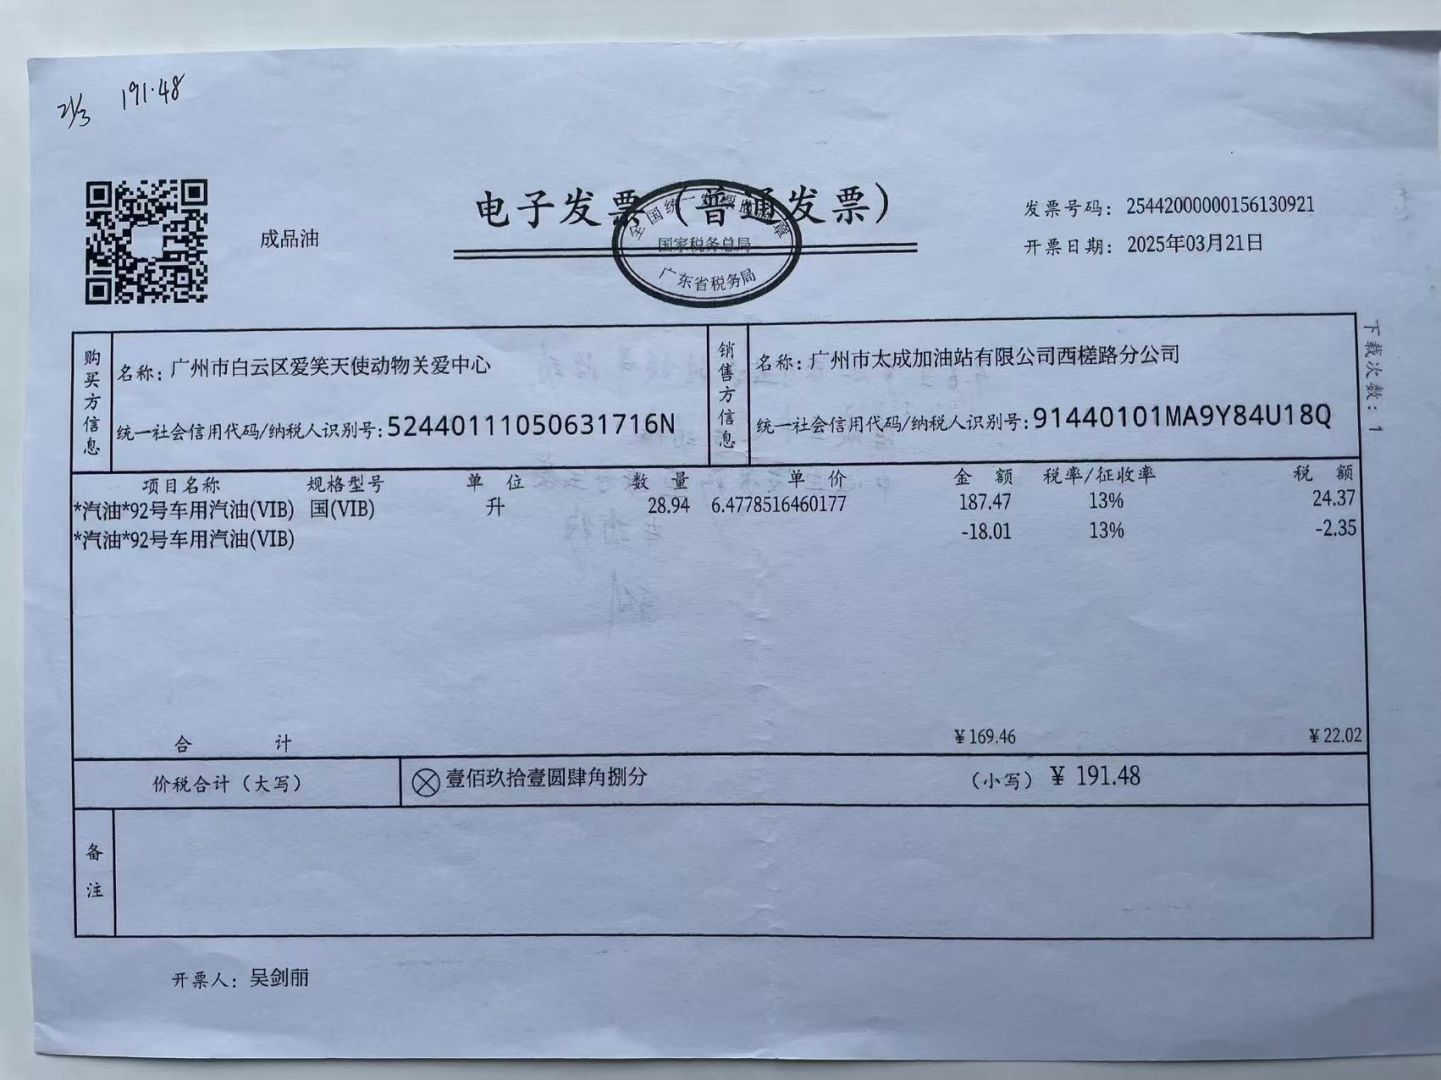 21/3 191.48
电子发票（普通发票）
全国统一发票监制章
国家税务总局
广东省税务局
成品油
发票号码：25442000000156130921
开票日期：2025年03月21日
下载次数：1
购买方信息
名称：广州市白云区爱笑天使动物关爱中心
统一社会信用代码/纳税人识别号：52440111050631716N
销售方信息
名称：广州市太成加油站有限公司西槎路分公司
统一社会信用代码/纳税人识别号：91440101MA9Y84U18Q
项目名称 规格型号 单位 数量 单价 金额 税率/征收率 税额
*汽油*92号车用汽油(VIB) 国(VIB) 升 28.94 6.4778516460177 187.47 13% 24.37
*汽油*92号车用汽油(VIB) -18.01 13% -2.35
合计 ¥169.46 ¥22.02
价税合计（大写） ⊗壹佰玖拾壹圆肆角捌分 （小写）¥ 191.48
备注
开票人：吴剑丽